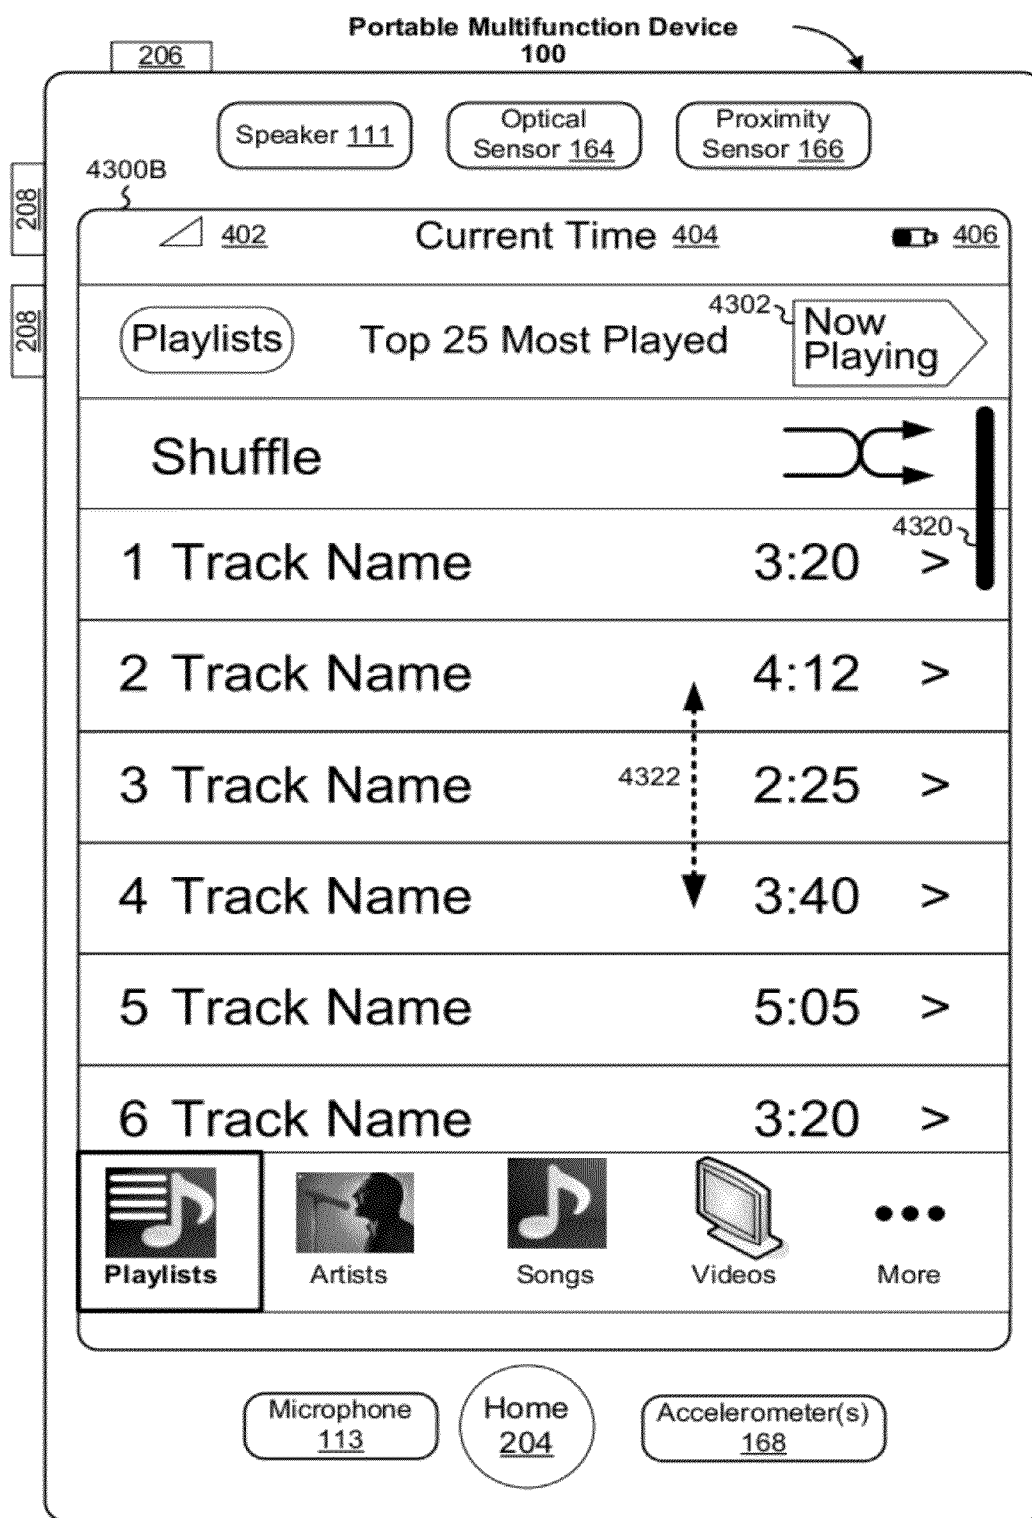 Portable Multifunction Device
100
206
Speaker 111
Optical
Sensor 164
Proximity
Sensor 166
4300B
208
208
402
Current Time 404
406
Playlists
Top 25 Most Played
4302
Now
Playing
Shuffle
4320
1 Track Name 3:20 >
2 Track Name 4:12 >
3 Track Name 2:25 >
4322
4 Track Name 3:40 >
5 Track Name 5:05 >
6 Track Name 3:20 >
Playlists Artists Songs Videos More
Microphone
113
Home
204
Accelerometer(s)
168